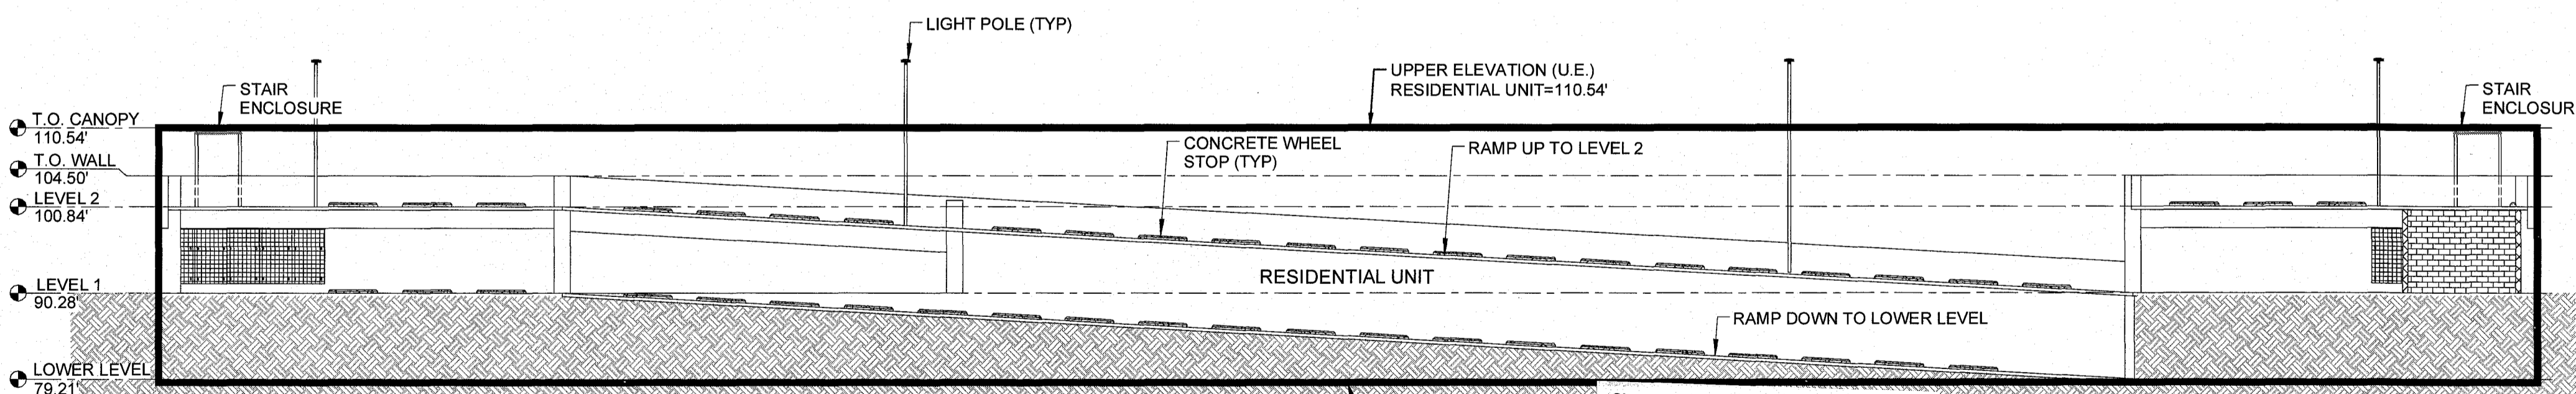 LIGHT POLE (TYP)
UPPER ELEVATION (U.E.)
RESIDENTIAL UNIT=110.54'
STAIR
ENCLOSURE
STAIR
ENCLOSUR
T.O. CANOPY
110.54'
CONCRETE WHEEL
STOP (TYP)
RAMP UP TO LEVEL 2
T.O. WALL
104.50'
LEVEL 2
100.84'
RESIDENTIAL UNIT
LEVEL 1
90.28'
RAMP DOWN TO LOWER LEVEL
LOWER LEVEL
79.21'